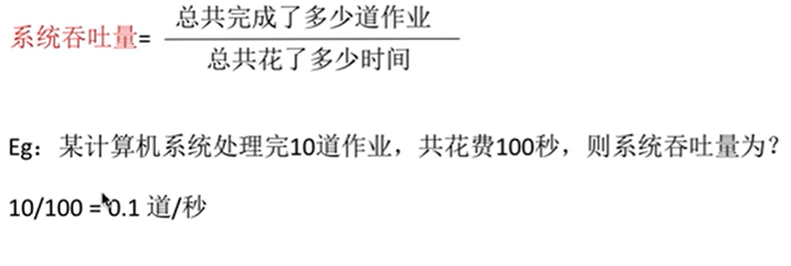 总共完成了多少道作业
系统吞吐量=
总共花了多少时间
Eg：某计算机系统处理完10道作业，共花费100秒，则系统吞吐量为？
10/100 = 0.1 道/秒